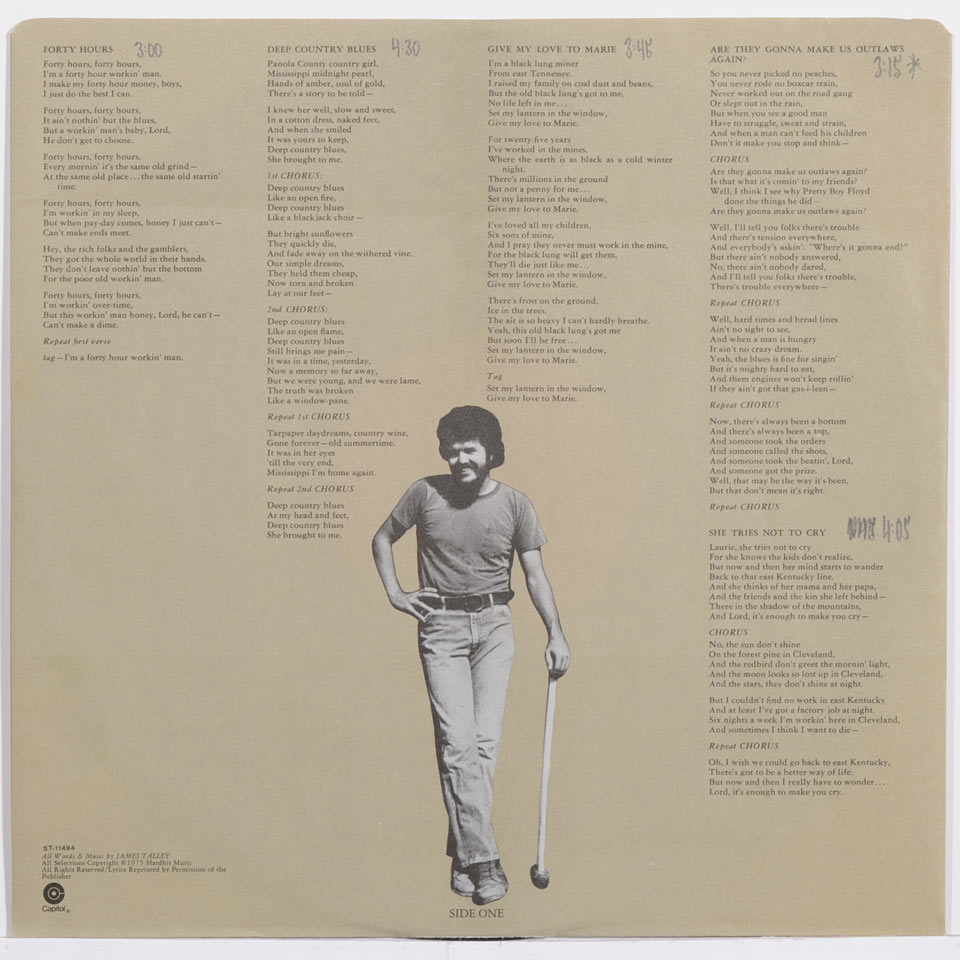 FORTY HOURS 3:00
Forty hours, forty hours,
I'm a forty hour workin' man.
I make my forty hour money, boys,
I just do the best I can.
Forty hours, forty hours,
It ain't nothin' but the blues,
But a workin' man's baby, Lord,
He don't get to choose.
Forty hours, forty hours,
Every mornin' it's the same old grind—
At the same old place...the same old startin'
time.
Forty hours, forty hours,
I'm workin' in my sleep,
But when pay-day comes, honey I just can't—
Can't make ends meet.
Hey, the rich folks and the gamblers,
They got the whole world in their hands.
They don't leave nothin' but the bottom
For the poor old workin' man.
Forty hours, forty hours,
I'm workin' over-time,
But this workin' man honey, Lord, he can't—
Can't make a dime.
Repeat first verse
tag—I'm a forty hour workin' man.
DEEP COUNTRY BLUES 4:30
Panola County country girl,
Mississippi midnight pearl,
Hands of amber, soul of gold,
There's a story to be told—
I knew her well, slow and sweet,
In a cotton dress, naked feet,
And when she smiled
It was yours to keep,
Deep country blues,
She brought to me.
1st CHORUS:
Deep country blues
Like an open fire,
Deep country blues
Like a blackjack choir—
But bright sunflowers
They quickly die,
And fade away on the withered vine.
Our simple dreams,
They held them cheap,
Now torn and broken
Lay at our feet—
2nd CHORUS:
Deep country blues
Like an open flame,
Deep country blues
Still brings me pain—
It was in a time, yesterday,
Now a memory so far away,
But we were young, and we were lame,
The truth was broken
Like a window-pane.
Repeat 1st CHORUS
Tarpaper daydreams, country wine,
Gone forever—old summertime.
It was in her eyes
'till the very end,
Mississippi I'm home again.
Repeat 2nd CHORUS
Deep country blues
At my head and feet,
Deep country blues
She brought to me.
GIVE MY LOVE TO MARIE 3:45
I'm a black lung miner
From east Tennessee.
I raised my family on coal dust and beans,
But the old black lung's got to me,
No life left in me...
Set my lantern in the window,
Give my love to Marie.
For twenty-five years
I've worked in the mines,
Where the earth is as black as a cold winter
night.
There's millions in the ground
But not a penny for me...
Set my lantern in the window,
Give my love to Marie.
I've loved all my children,
Six sons of mine,
And I pray they never must work in the mine,
For the black lung will get them,
They'll die just like me...
Set my lantern in the window,
Give my love to Marie.
There's frost on the ground,
Ice in the trees.
The air is so heavy I can't hardly breathe.
Yeah, this old black lung's got me
But soon I'll be free...
Set my lantern in the window,
Give my love to Marie.
Tag
Set my lantern in the window,
Give my love to Marie.
ARE THEY GONNA MAKE US OUTLAWS
AGAIN? 3:15 *
So you never picked no peaches,
You never rode no boxcar train,
Never worked out on the road gang
Or slept out in the rain,
But when you see a good man
Have to struggle, sweat and strain,
And when a man can't feed his children
Don't it make you stop and think—
CHORUS
Are they gonna make us outlaws again?
Is that what it's comin' to my friends?
Well, I think I see why Pretty Boy Floyd
done the things he did—
Are they gonna make us outlaws again?
Well, I'll tell you folks there's trouble
And there's tension everywhere,
And everybody's askin': "Where's it gonna end?"
But there ain't nobody answered,
No, there ain't nobody dared,
And I'll tell you folks there's trouble,
There's trouble everywhere—
Repeat CHORUS
Well, hard times and bread lines
Ain't no sight to see,
And when a man is hungry
It ain't no crazy dream.
Yeah, the blues is fine for singin'
But it's mighty hard to eat,
And them engines won't keep rollin'
If they ain't got that gas-i-leen—
Repeat CHORUS
Now, there's always been a bottom
And there's always been a top,
And someone took the orders
And someone called the shots,
And someone took the beatin', Lord,
And someone got the prize.
Well, that may be the way it's been,
But that don't mean it's right.
Repeat CHORUS
SHE TRIES NOT TO CRY 4:05
Laurie, she tries not to cry
For she knows the kids don't realize,
But now and then her mind starts to wander
Back to that east Kentucky line.
And she thinks of her mama and her papa,
And the friends and the kin she left behind—
There in the shadow of the mountains,
And Lord, it's enough to make you cry—
CHORUS
No, the sun don't shine
On the forest pine in Cleveland,
And the redbird don't greet the mornin' light,
And the moon looks so lost up in Cleveland,
And the stars, they don't shine at night.
But I couldn't find no work in east Kentucky
And at least I've got a factory job at night.
Six nights a week I'm workin' here in Cleveland,
And sometimes I think I want to die—
Repeat CHORUS
Oh, I wish we could go back to east Kentucky,
There's got to be a better way of life.
But now and then I really have to wonder...
Lord, it's enough to make you cry.
ST-11494
All Words & Music by JAMES TALLEY
All Selections Copyright ©1975 Hardhit Music
All Rights Reserved/Lyrics Reprinted by Permission of the
Publisher
Capitol®
SIDE ONE